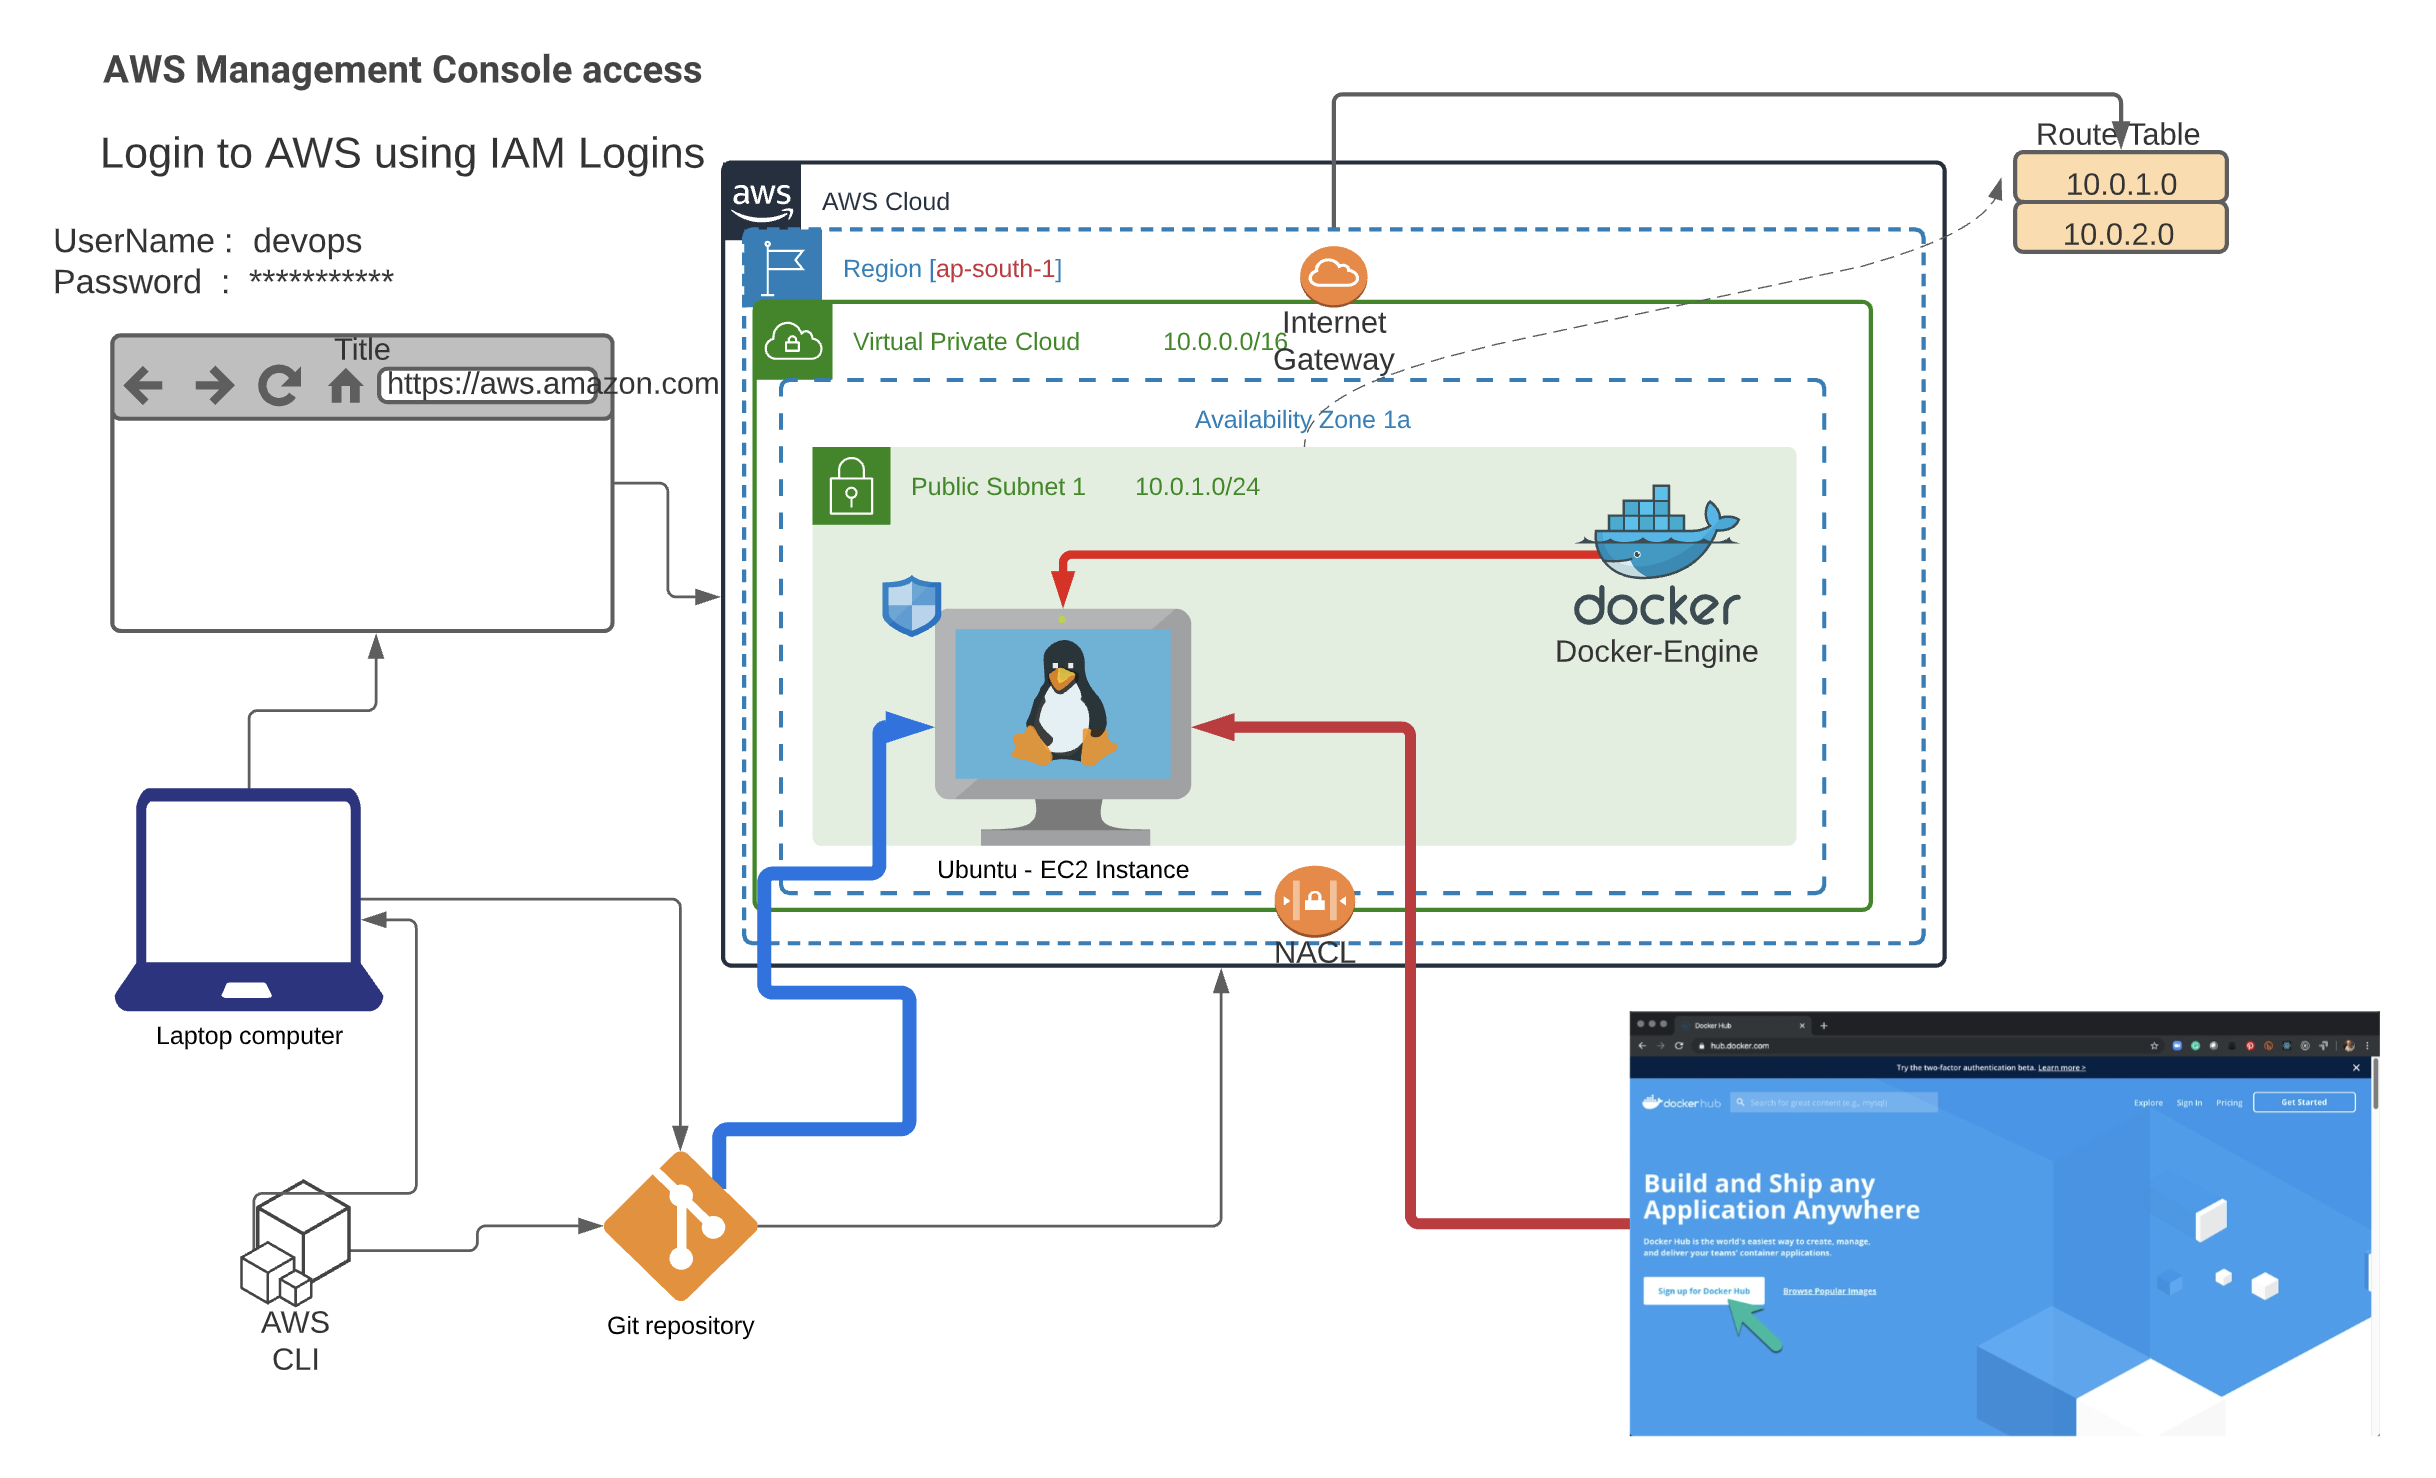 AWS Management Console access
Login to AWS using IAM Logins
UserName : devops
Password : ***********
Title
https://aws.amazon.com
aws
AWS Cloud
Region [ap-south-1]
Virtual Private Cloud 10.0.0.0/16
Internet
Gateway
Availability Zone 1a
Public Subnet 1 10.0.1.0/24
Route Table
10.0.1.0
10.0.2.0
docker
Docker-Engine
Ubuntu - EC2 Instance
NACL
Laptop computer
AWS
CLI
Git repository
Docker Hub
hub.docker.com
Try the two-factor authentication beta. Learn more >
dockerhub
Search for great content (e.g., mysql)
Explore Sign In Pricing Get Started
Build and Ship any
Application Anywhere
Docker Hub is the world's easiest way to create, manage,
and deliver your teams' container applications.
Sign up for Docker Hub Browse Popular Images